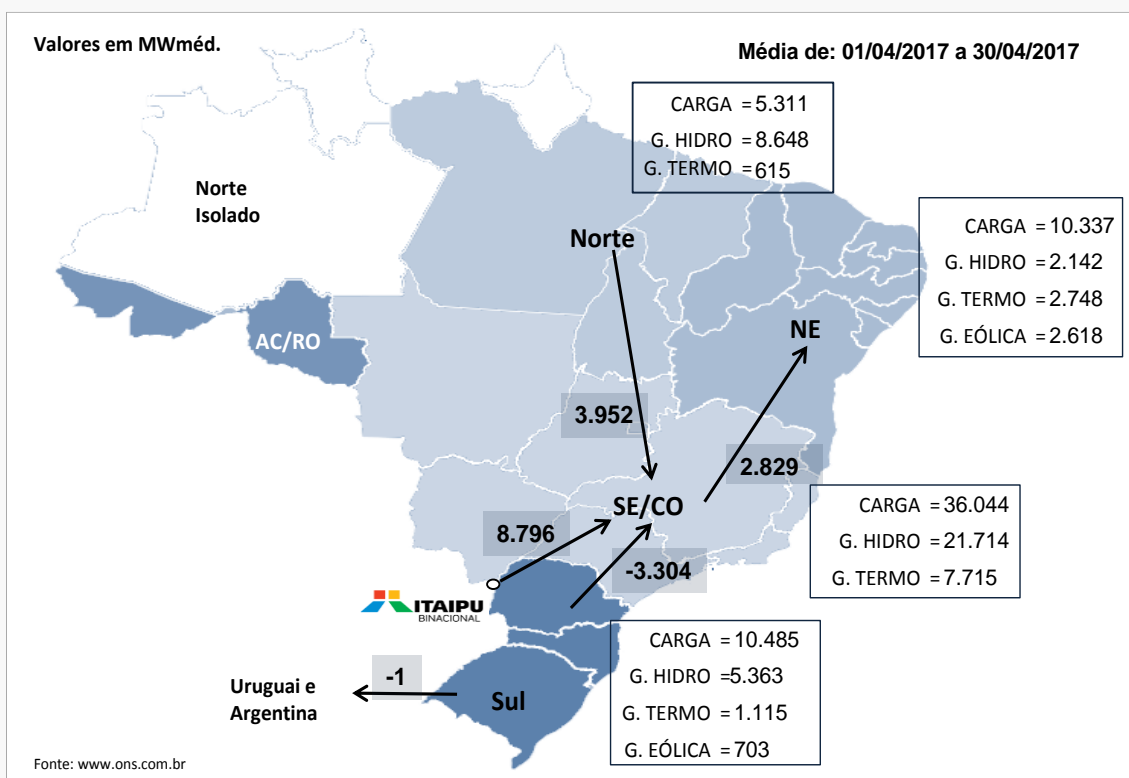 Valores em MWméd.
Média de: 01/04/2017 a 30/04/2017
CARGA = 5.311
G. HIDRO = 8.648
G. TERMO = 615
Norte
Isolado
Norte
CARGA = 10.337
G. HIDRO = 2.142
G. TERMO = 2.748
G. EÓLICA = 2.618
AC/RO
NE
3.952
2.829
SE/CO
CARGA = 36.044
G. HIDRO = 21.714
G. TERMO = 7.715
8.796
-3.304
ITAIPU
BINACIONAL
CARGA = 10.485
G. HIDRO =5.363
G. TERMO = 1.115
G. EÓLICA = 703
-1
Uruguai e
Argentina
Sul
Fonte: www.ons.com.br